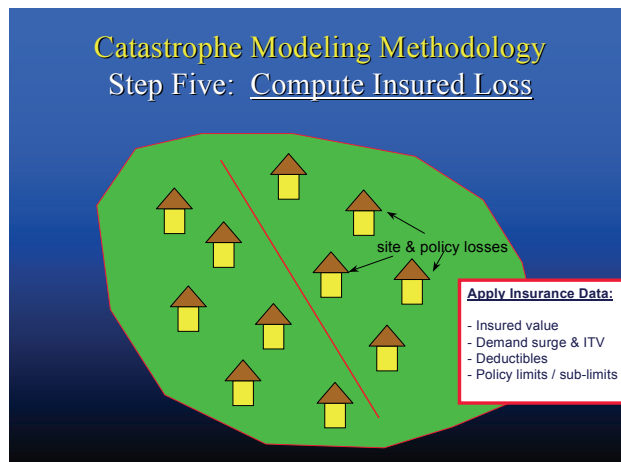 Catastrophe Modeling Methodology
Step Five: Compute Insured Loss
site & policy losses
Apply Insurance Data:
- Insured value
- Demand surge & ITV
- Deductibles
- Policy limits / sub-limits